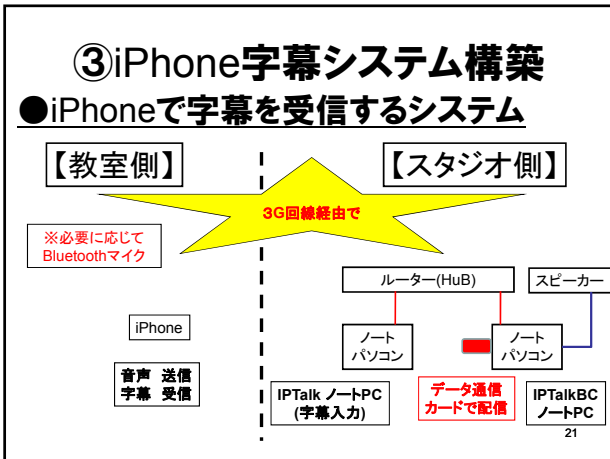 ③iPhone字幕システム構築
●iPhoneで字幕を受信するシステム
【教室側】
【スタジオ側】
3G回線経由で
※必要に応じて
Bluetoothマイク
ルーター(HuB)
スピーカー
iPhone
ノート
パソコン
ノート
パソコン
音声 送信
字幕 受信
IPTalk ノートPC
(字幕入力)
データ通信
カードで配信
IPTalkBC
ノートPC
21